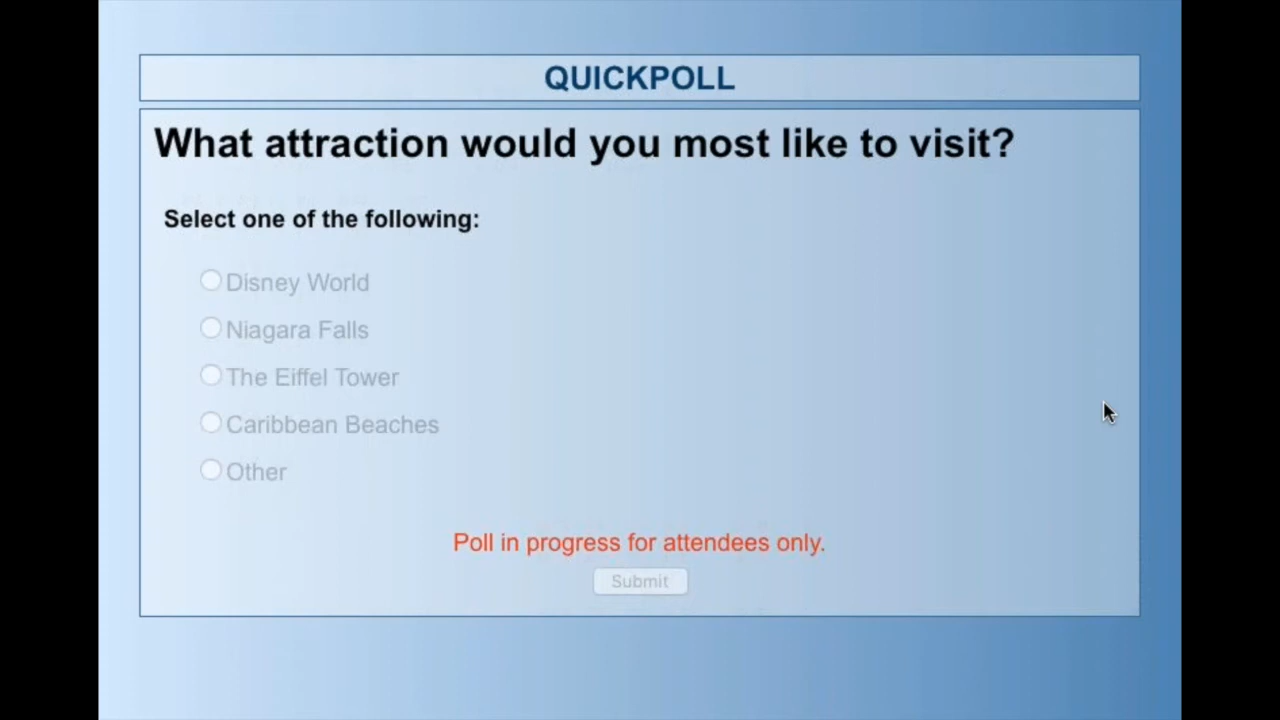 QUICKPOLL
What attraction would you most like to visit?
Select one of the following:
Disney World
Niagara Falls
The Eiffel Tower
Caribbean Beaches
Other
Poll in progress for attendees only.
Submit